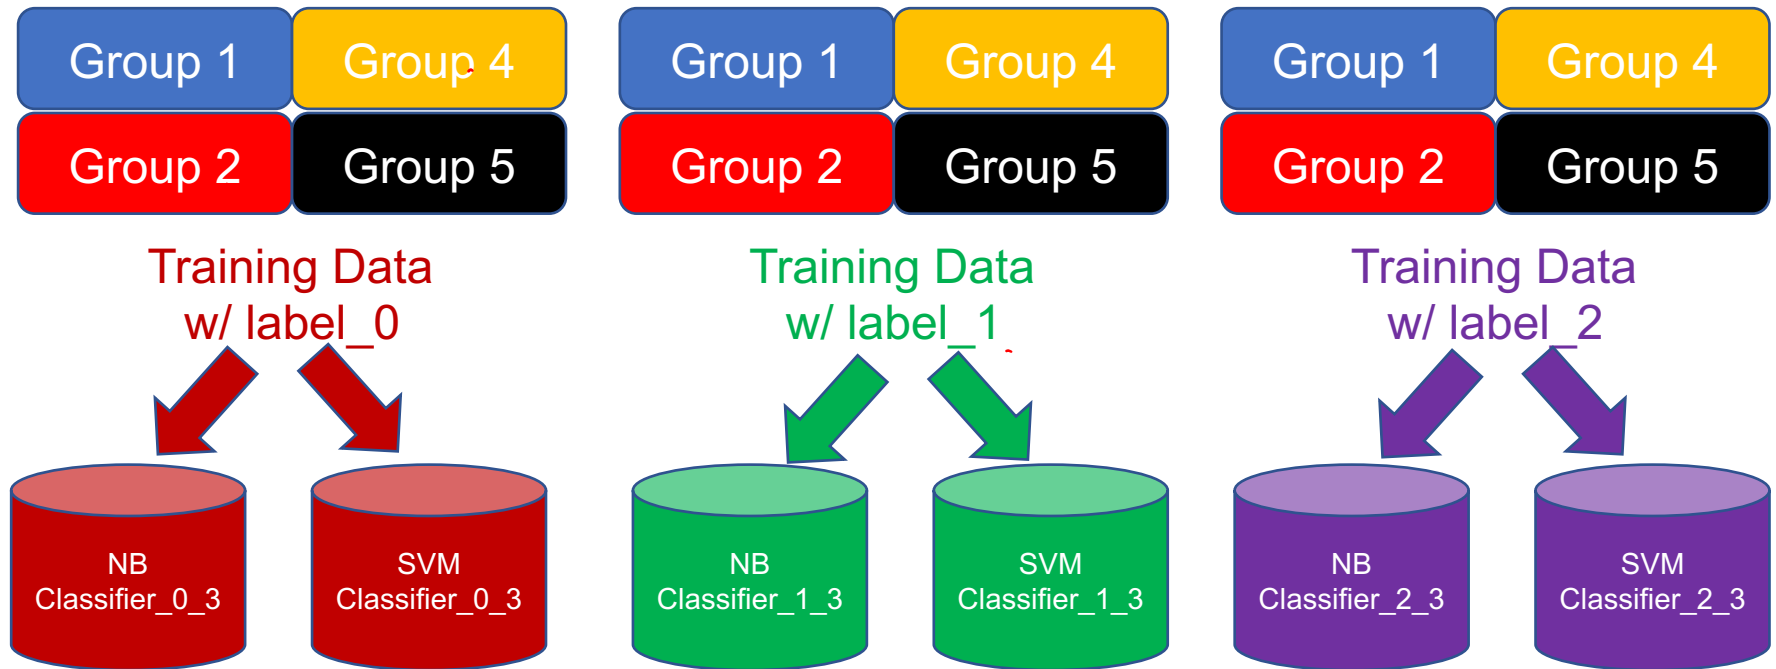 Group 1
Group 4
Group 2
Group 5
Training Data
w/ label_0
NB
Classifier_0_3
SVM
Classifier_0_3
Group 1
Group 4
Group 2
Group 5
Training Data
w/ label_1
NB
Classifier_1_3
SVM
Classifier_1_3
Group 1
Group 4
Group 2
Group 5
Training Data
w/ label_2
NB
Classifier_2_3
SVM
Classifier_2_3